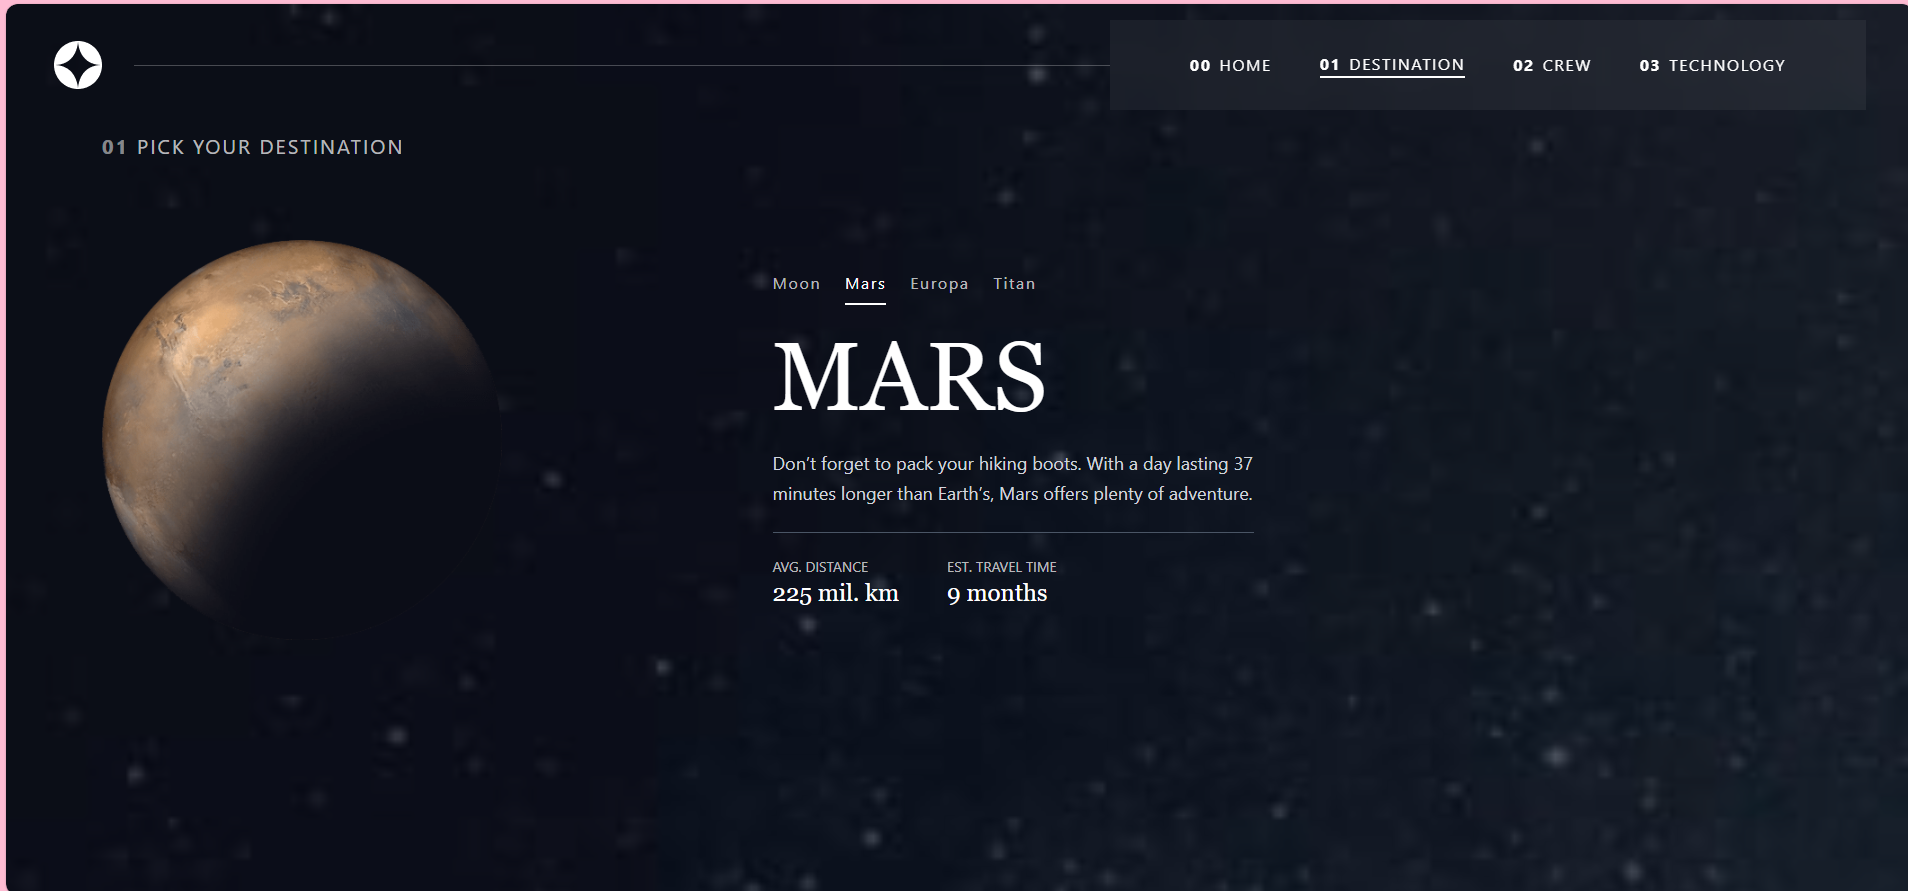 00 HOME 01 DESTINATION 02 CREW 03 TECHNOLOGY
01 PICK YOUR DESTINATION
Moon Mars Europa Titan
MARS
Don’t forget to pack your hiking boots. With a day lasting 37
minutes longer than Earth’s, Mars offers plenty of adventure.
AVG. DISTANCE EST. TRAVEL TIME
225 mil. km 9 months